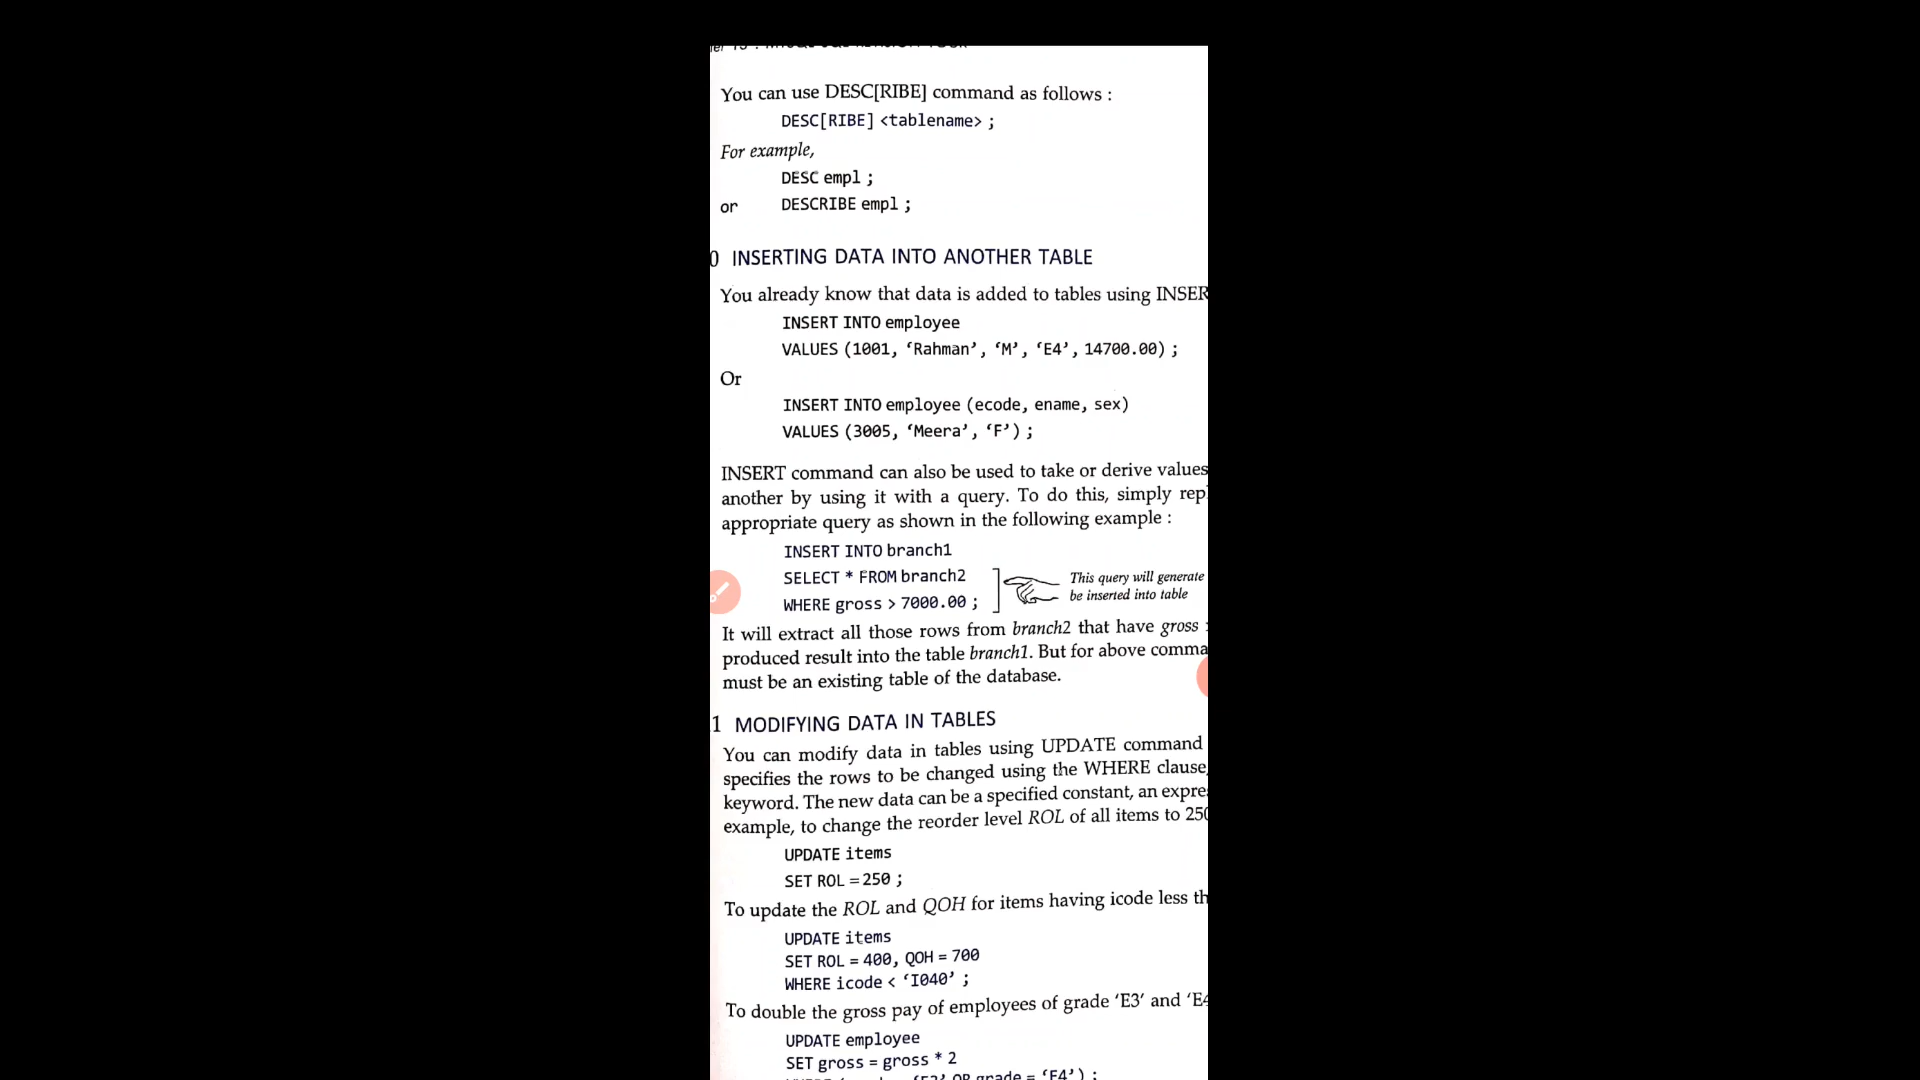 You can use DESC[RIBE] command as follows :
DESC[RIBE] <tablename> ;
For example,
DESC empl ;
or DESCRIBE empl ;
0 INSERTING DATA INTO ANOTHER TABLE
You already know that data is added to tables using INSER
INSERT INTO employee
VALUES (1001, ‘Rahman’, ‘M’, ‘E4’, 14700.00) ;
Or
INSERT INTO employee (ecode, ename, sex)
VALUES (3005, ‘Meera’, ‘F’) ;
INSERT command can also be used to take or derive values
another by using it with a query. To do this, simply rep
appropriate query as shown in the following example :
INSERT INTO branch1
SELECT * FROM branch2
WHERE gross > 7000.00 ;
This query will generate
be inserted into table
It will extract all those rows from branch2 that have gross
produced result into the table branch1. But for above comma
must be an existing table of the database.
1 MODIFYING DATA IN TABLES
You can modify data in tables using UPDATE command
specifies the rows to be changed using the WHERE clause,
keyword. The new data can be a specified constant, an expre
example, to change the reorder level ROL of all items to 250
UPDATE items
SET ROL = 250 ;
To update the ROL and QOH for items having icode less th
UPDATE items
SET ROL = 400, QOH = 700
WHERE icode < ‘I040’ ;
To double the gross pay of employees of grade ‘E3’ and ‘E4
UPDATE employee
SET gross = gross * 2
OR grade = ‘E4’) ;